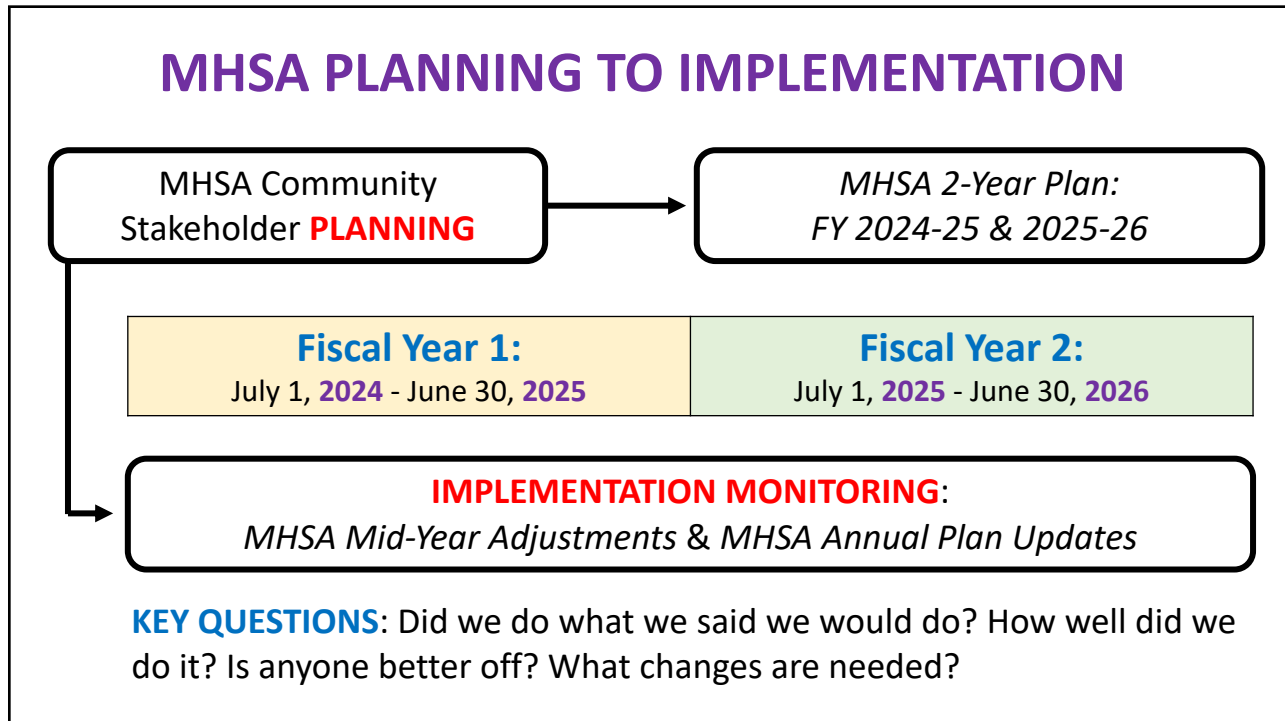 MHSA PLANNING TO IMPLEMENTATION
MHSA Community
Stakeholder PLANNING
MHSA 2-Year Plan:
FY 2024-25 & 2025-26
Fiscal Year 1:
July 1, 2024 - June 30, 2025
Fiscal Year 2:
July 1, 2025 - June 30, 2026
IMPLEMENTATION MONITORING:
MHSA Mid-Year Adjustments & MHSA Annual Plan Updates
KEY QUESTIONS: Did we do what we said we would do? How well did we
do it? Is anyone better off? What changes are needed?